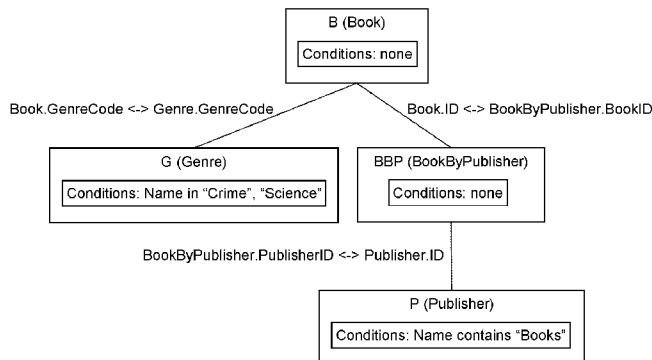 B (Book)
Conditions: none
Book.GenreCode <-> Genre.GenreCode
Book.ID <-> BookByPublisher.BookID
G (Genre)
Conditions: Name in “Crime”, “Science”
BBP (BookByPublisher)
Conditions: none
BookByPublisher.PublisherID <-> Publisher.ID
P (Publisher)
Conditions: Name contains “Books”